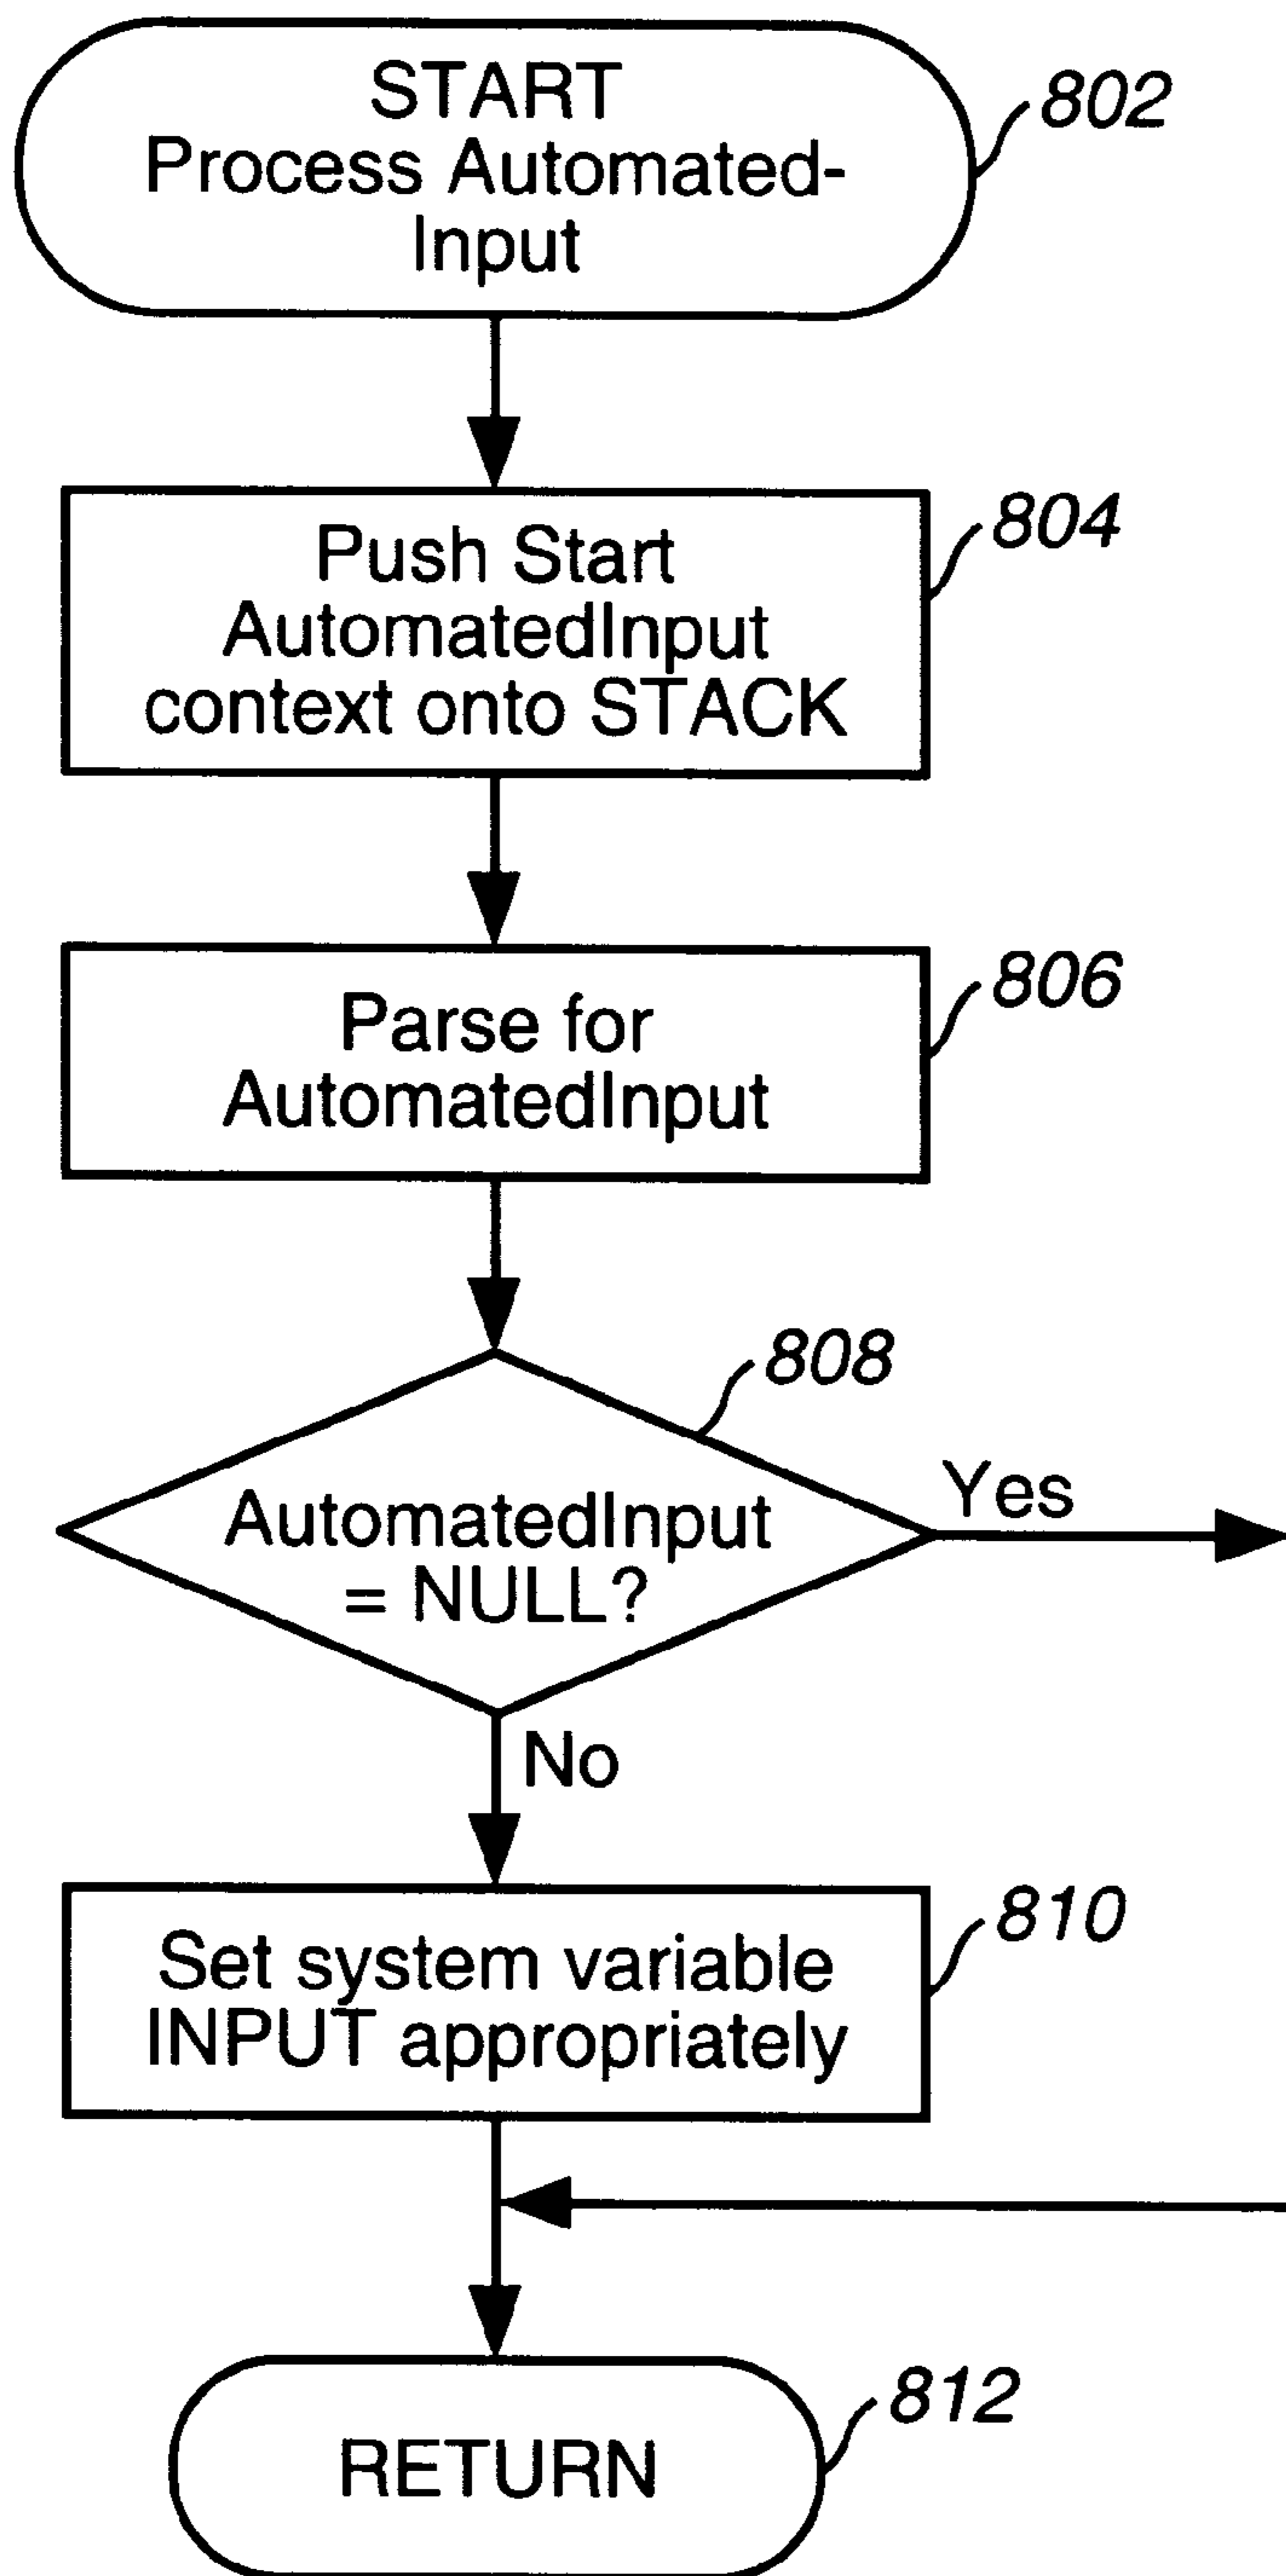 START
Process Automated-
Input
802
Push Start
AutomatedInput
context onto STACK
804
Parse for
AutomatedInput
806
808
AutomatedInput
= NULL?
Yes
No
Set system variable
INPUT appropriately
810
RETURN
812